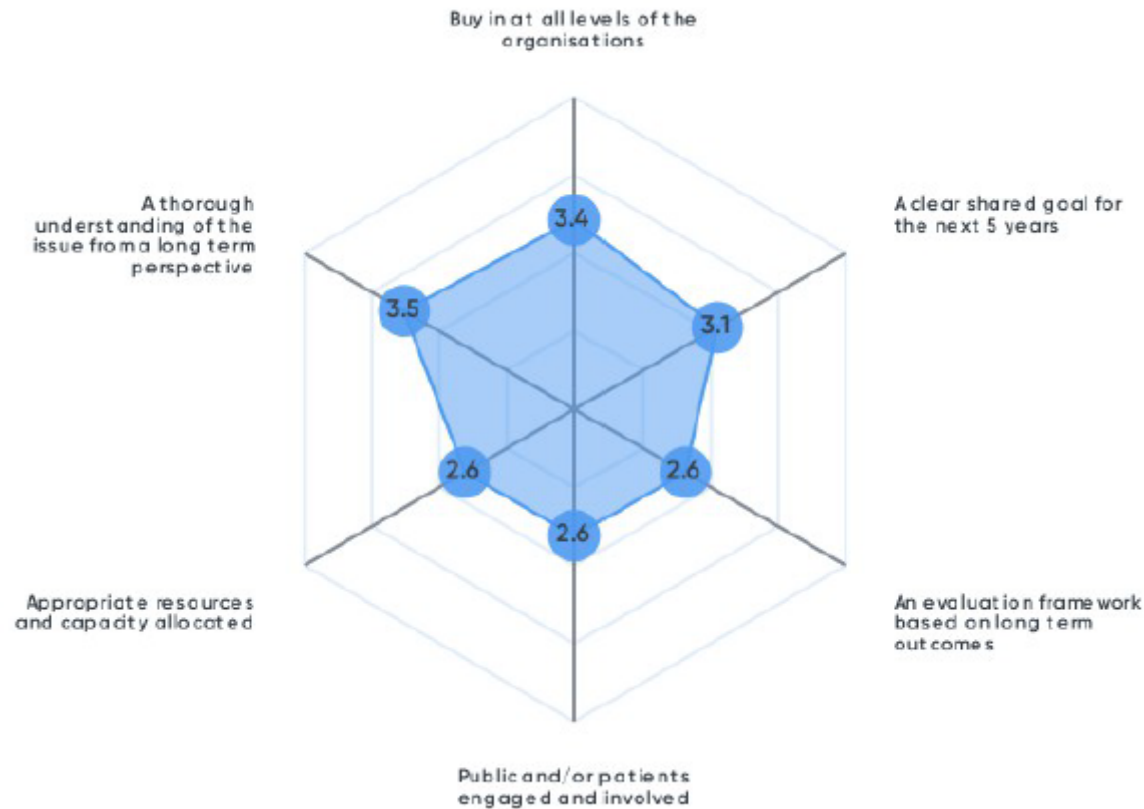 Buy in at all levels of the
organisations
A thorough
understanding of the
issue from a long term
perspective
A clear shared goal for
the next 5 years
3.4
3.5
3.1
2.6
2.6
2.6
Appropriate resources
and capacity allocated
An evaluation framework
based on long term
outcomes
Public and/or patients
engaged and involved